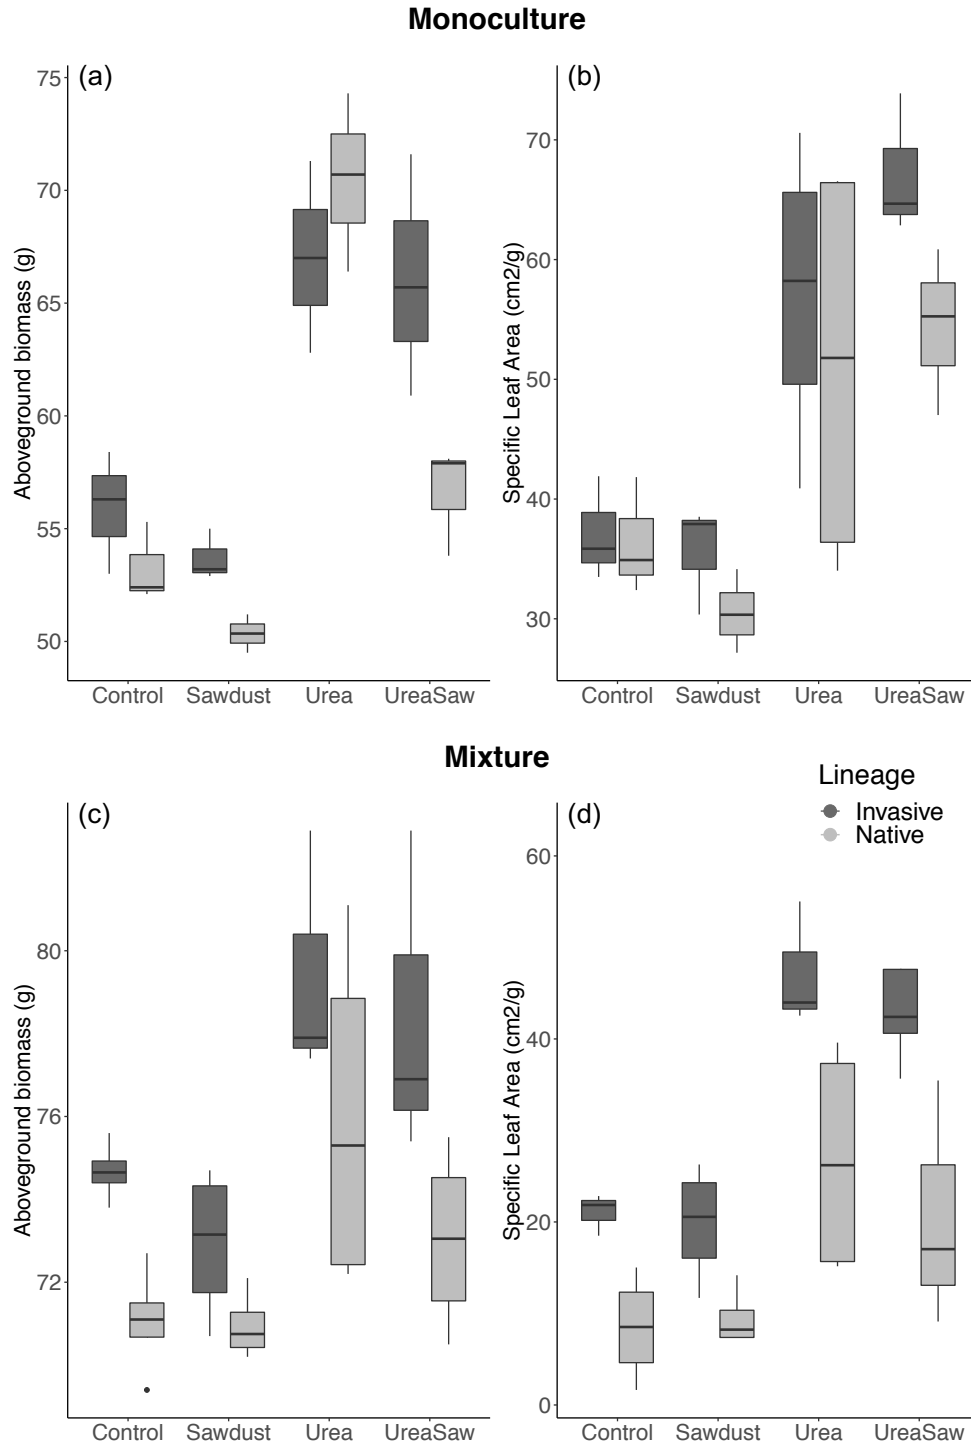 Monoculture
(a)
Aboveground biomass (g)
75
70
65
60
55
50
Control Sawdust Urea UreaSaw
(b)
Specific Leaf Area (cm2/g)
70
60
50
40
30
Control Sawdust Urea UreaSaw
Mixture
(c)
Aboveground biomass (g)
80
76
72
Control Sawdust Urea UreaSaw
(d)
Lineage
Invasive
Native
Specific Leaf Area (cm2/g)
60
40
20
0
Control Sawdust Urea UreaSaw